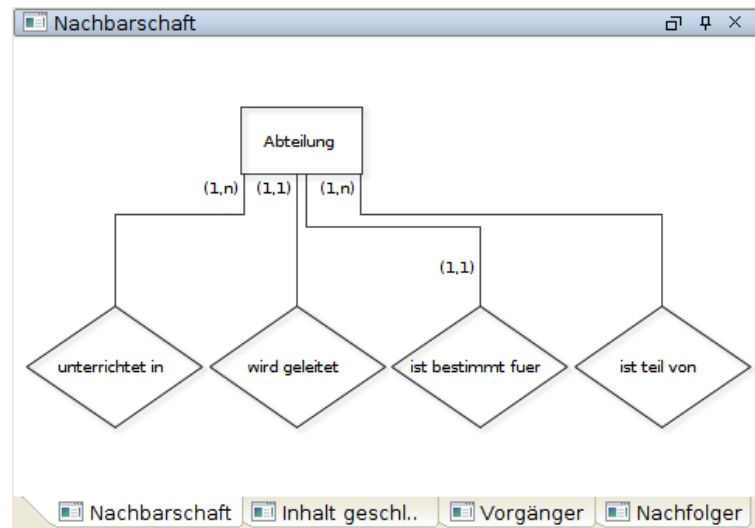 Nachbarschaft
Abteilung
(1,n) (1,1) (1,n)
(1,1)
unterrichtet in wird geleitet ist bestimmt fuer ist teil von
Nachbarschaft Inhalt geschl.. Vorgänger Nachfolger